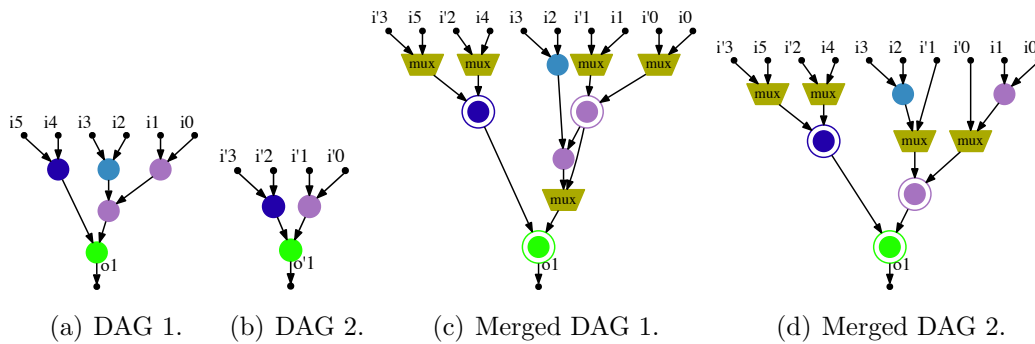 i'3 i5 i'2 i4 i3 i2 i'1 i1 i'0 i0
mux mux mux mux
mux
o1
i'3 i5 i'2 i4 i3 i2 i'1 i'0 i1 i0
mux mux
mux mux
o1
i5 i4 i3 i2 i1 i0
o1
i'3 i'2 i'1 i'0
o'1
(a) DAG 1.
(b) DAG 2.
(c) Merged DAG 1.
(d) Merged DAG 2.